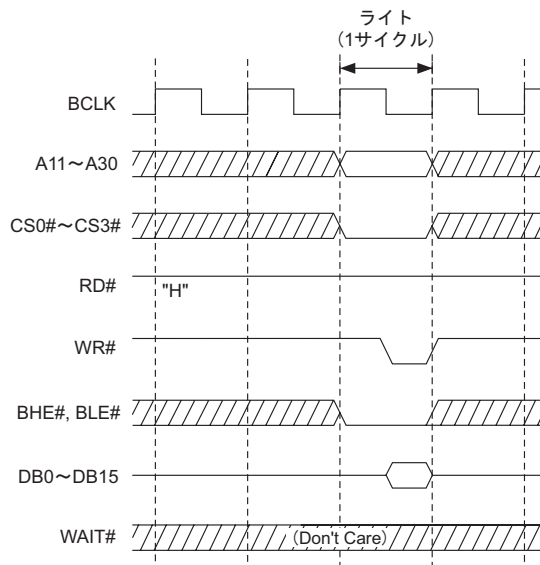 ライト
(1サイクル)
BCLK
A11～A30
CS0#～CS3#
RD#
"H"
WR#
BHE#, BLE#
DB0～DB15
WAIT#
(Don't Care)